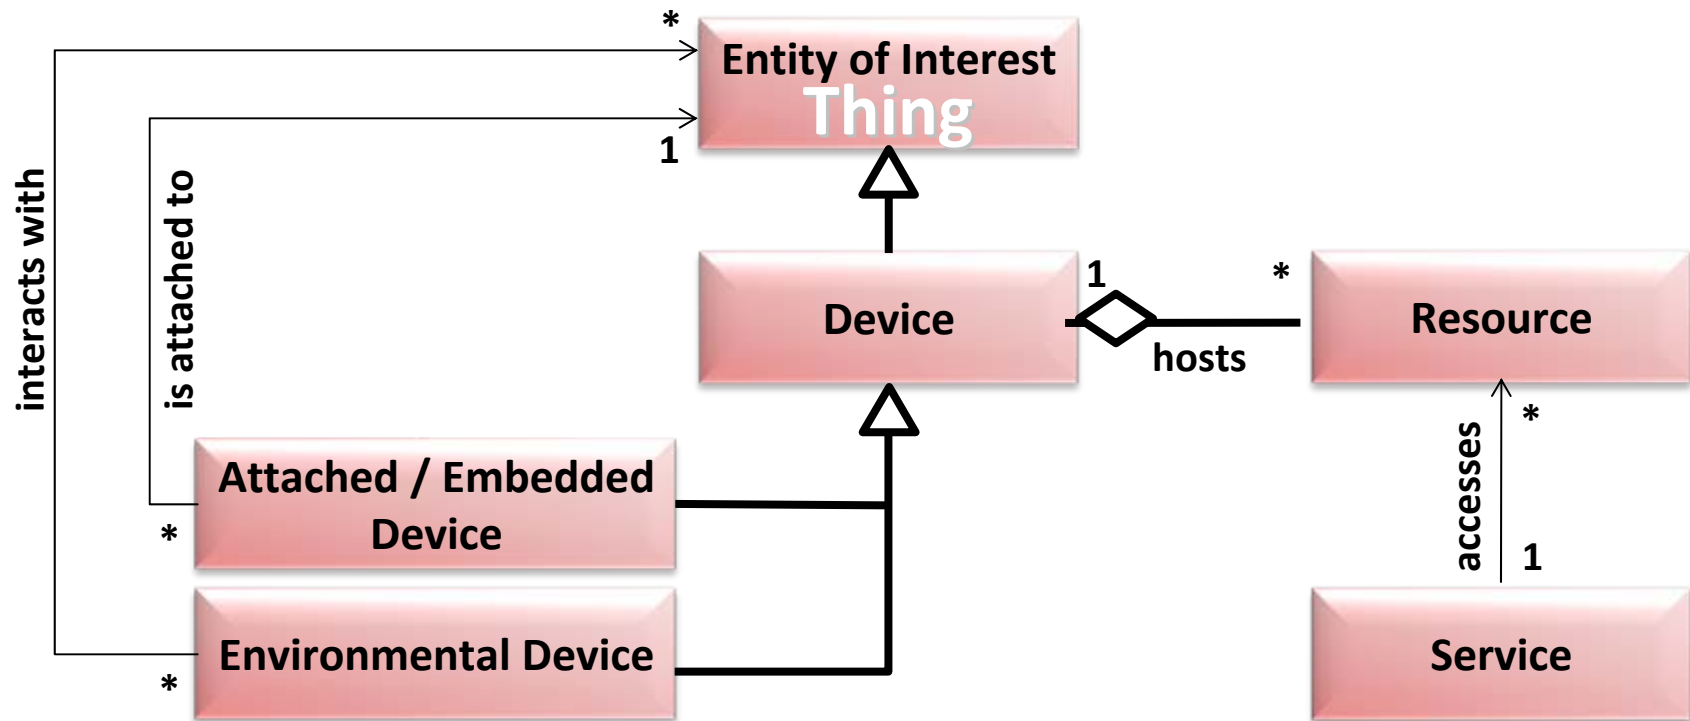 *
Entity of Interest
Thing
1
interacts with
is attached to
Device
1
*
hosts
Resource
Attached / Embedded
Device
*
accesses
*
1
Environmental Device
*
Service